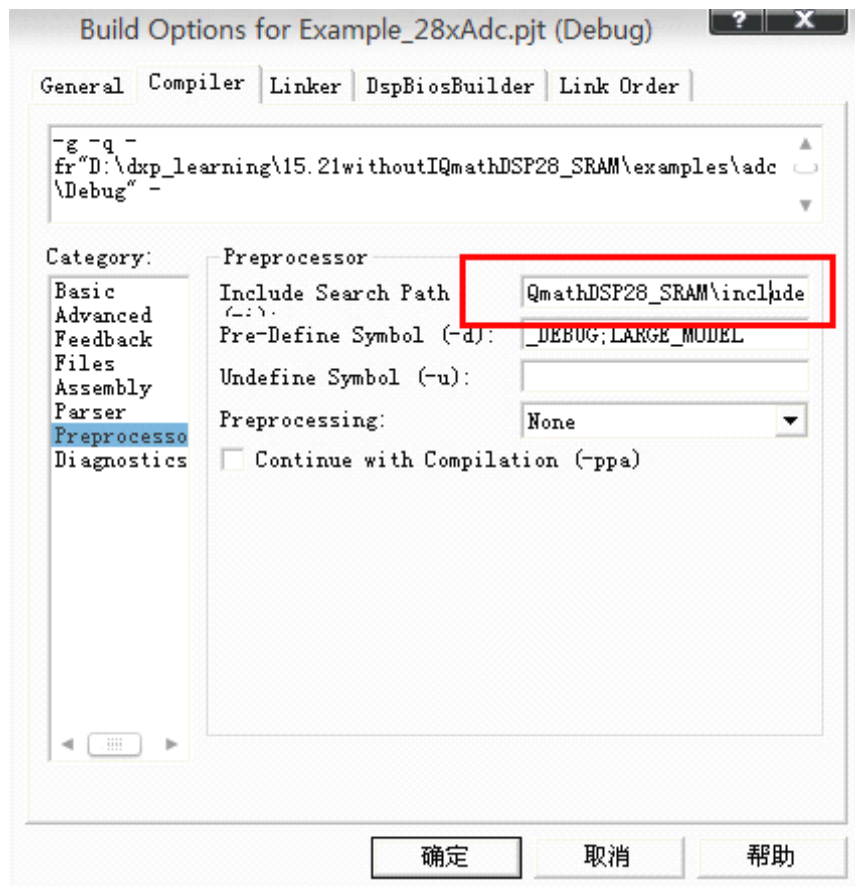 Build Options for Example_28xAdc.pjt (Debug)
? X
General Compiler Linker DspBiosBuilder Link Order
-g -q -
fr"D:\dxp_learning\15.21withoutIQmathDSP28_SRAM\examples\adc
\Debug" -
Category:
Basic
Advanced
Feedback
Files
Assembly
Parser
Preprocesso
Diagnostics
Preprocessor
Include Search Path QmathDSP28_SRAM\include
(-i):
Pre-Define Symbol (-d): _DEBUG;LARGE_MODEL
Undefine Symbol (-u):
Preprocessing: None
Continue with Compilation (-ppa)
确定 取消 帮助